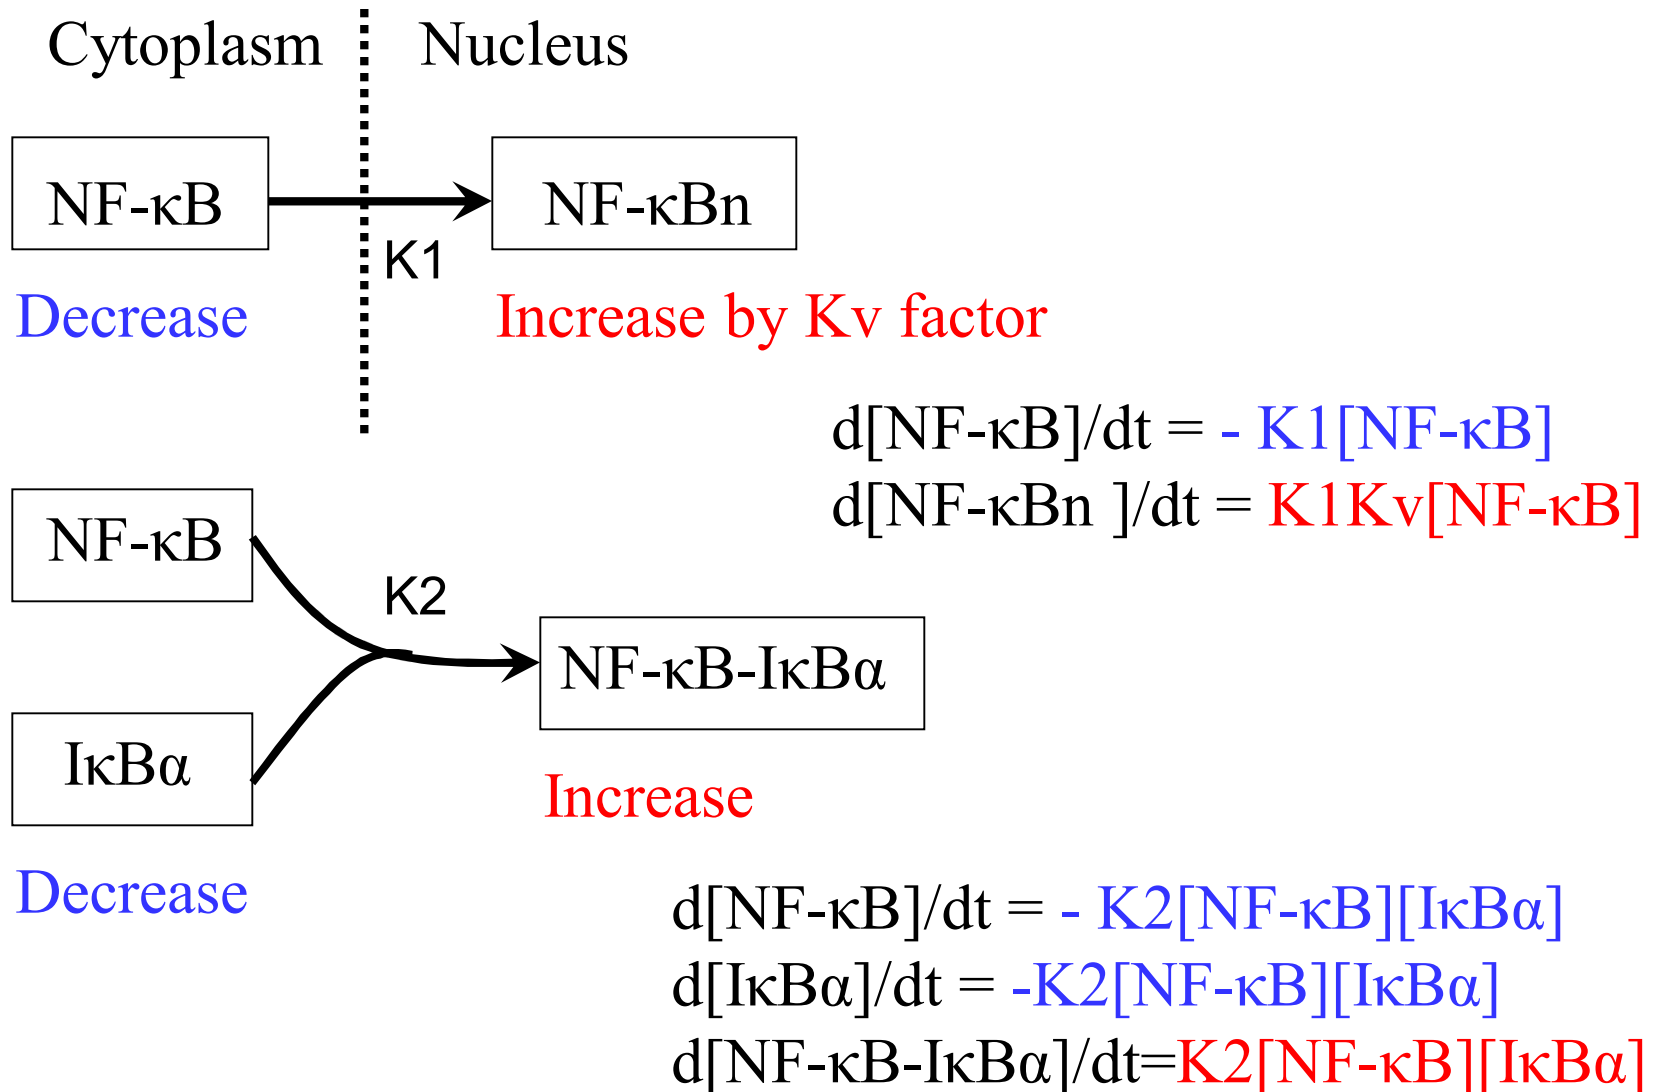 Cytoplasm Nucleus
NF-κB NF-κBn
K1
Decrease Increase by Kv factor
d[NF-κB]/dt = - K1[NF-κB]
d[NF-κBn ]/dt = K1Kv[NF-κB]
NF-κB
K2
NF-κB-IκBα
IκBα
Increase
Decrease
d[NF-κB]/dt = - K2[NF-κB][IκBα]
d[IκBα]/dt = -K2[NF-κB][IκBα]
d[NF-κB-IκBα]/dt=K2[NF-κB][IκBα]